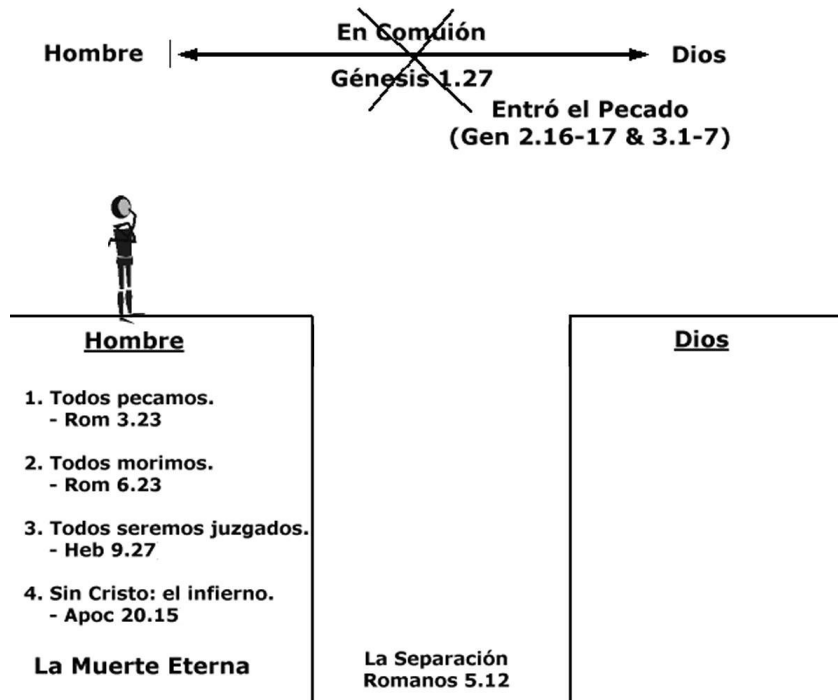 En Comuión
Hombre
Dios
Génesis 1.27
Entró el Pecado
(Gen 2.16-17 & 3.1-7)
Hombre
1. Todos pecamos.
- Rom 3.23
2. Todos morimos.
- Rom 6.23
3. Todos seremos juzgados.
- Heb 9.27
4. Sin Cristo: el infierno.
- Apoc 20.15
La Muerte Eterna
La Separación
Romanos 5.12
Dios